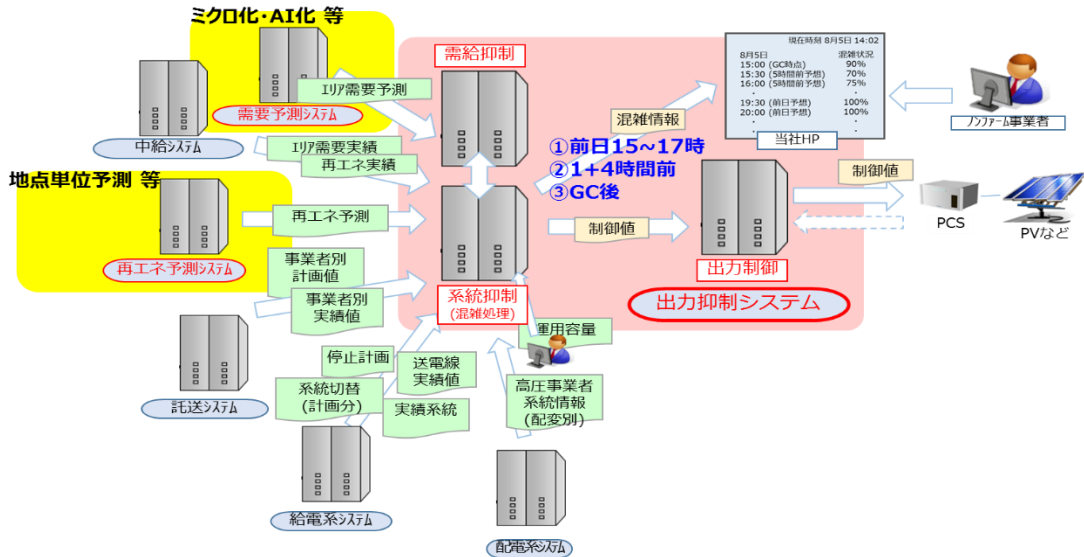 ミクロ化・AI化 等
需要予測システム
中給システム
地点単位予測 等
再エネ予測システム
託送システム
給電系システム
配電系システム
エリア需要予測
エリア需要実績
再エネ実績
再エネ予測
事業者別
計画値
事業者別
実績値
停止計画
系統切替
(計画分)
送電線
実績値
実績系統
高圧事業者
系統情報
(配変別)
運用容量
需給抑制
系統抑制
(混雑処理)
混雑情報
①前日15~17時
②1+4時間前
③GC後
制御値
出力制御
出力抑制システム
現在時刻 8月5日 14:02
8月5日 混雑状況
15:00 (GC時点) 90%
15:30 (5時間前予想) 70%
16:00 (5時間前予想) 75%
・ ・
19:30 (前日予想) 100%
20:00 (前日予想) 100%
・ ・
・ ・
当社HP
ノンファーム事業者
制御値
PCS
PVなど